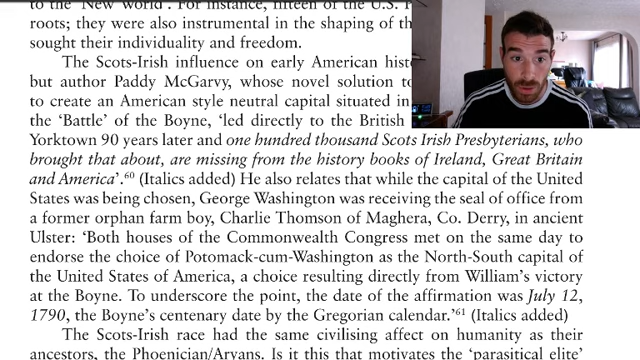 to the 'New world'. For instance, fifteen of the U.S.
roots; they were also instrumental in the shaping of th
sought their individuality and freedom.
The Scots-Irish influence on early American hist
but author Paddy McGarvy, whose novel solution to
to create an American style neutral capital situated in
the 'Battle' of the Boyne, 'led directly to the British
Yorktown 90 years later and one hundred thousand Scots Irish Presbyterians, who
brought that about, are missing from the history books of Ireland, Great Britain
and America'.60 (Italics added) He also relates that while the capital of the United
States was being chosen, George Washington was receiving the seal of office from
a former orphan farm boy, Charlie Thomson of Maghera, Co. Derry, in ancient
Ulster: 'Both houses of the Commonwealth Congress met on the same day to
endorse the choice of Potomack-cum-Washington as the North-South capital of
the United States of America, a choice resulting directly from William's victory
at the Boyne. To underscore the point, the date of the affirmation was July 12,
1790, the Boyne's centenary date by the Gregorian calendar.'61 (Italics added)
The Scots-Irish race had the same civilising affect on humanity as their
ancestors, the Phoenician/Aryans. Is it this that motivates the 'parasitical elite'